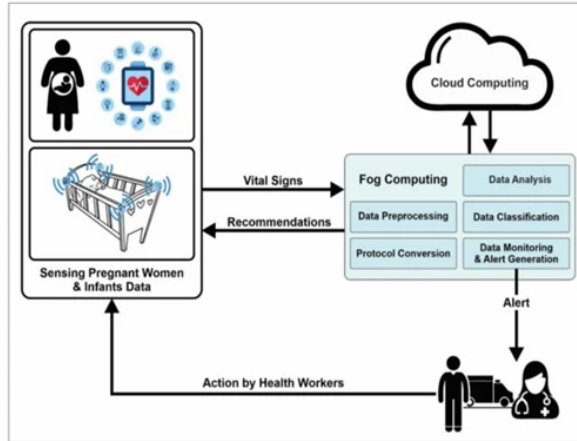 Cloud Computing
Fog Computing
Data Analysis
Data Preprocessing
Data Classification
Protocol Conversion
Data Monitoring
& Alert Generation
Vital Signs
Recommendations
Sensing Pregnant Women
& Infants Data
Alert
Action by Health Workers